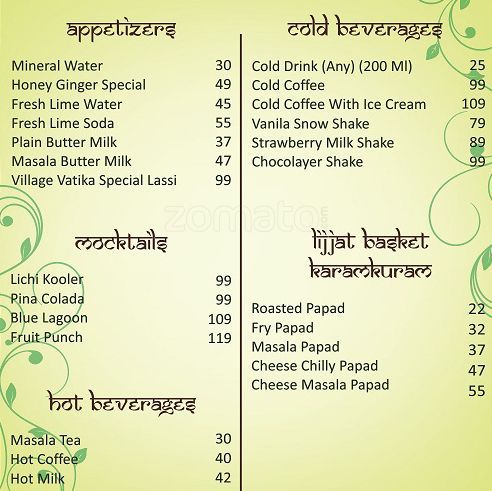 appetizers
Mineral Water 30
Honey Ginger Special 49
Fresh Lime Water 45
Fresh Lime Soda 55
Plain Butter Milk 37
Masala Butter Milk 47
Village Vatika Special Lassi 99
mocktails
Lichi Kooler 99
Pina Colada 99
Blue Lagoon 109
Fruit Punch 119
hot beverages
Masala Tea 30
Hot Coffee 40
Hot Milk 42
cold beverages
Cold Drink (Any) (200 Ml) 25
Cold Coffee 99
Cold Coffee With Ice Cream 109
Vanila Snow Shake 79
Strawberry Milk Shake 89
Chocolayer Shake 99
lijjat basket
karamkuram
Roasted Papad 22
Fry Papad 32
Masala Papad 37
Cheese Chilly Papad 47
Cheese Masala Papad 55
zomato